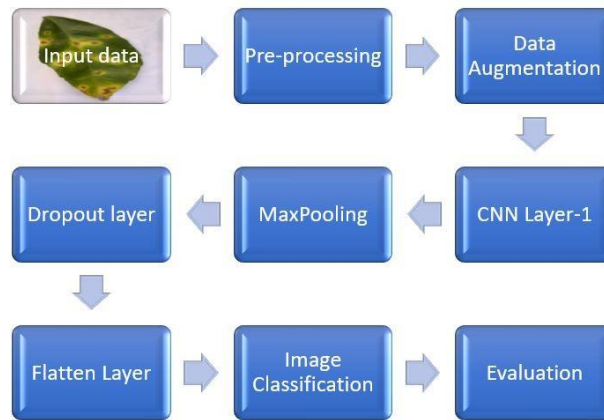 Input data
Pre-processing
Data
Augmentation
CNN Layer-1
MaxPooling
Dropout layer
Flatten Layer
Image
Classification
Evaluation